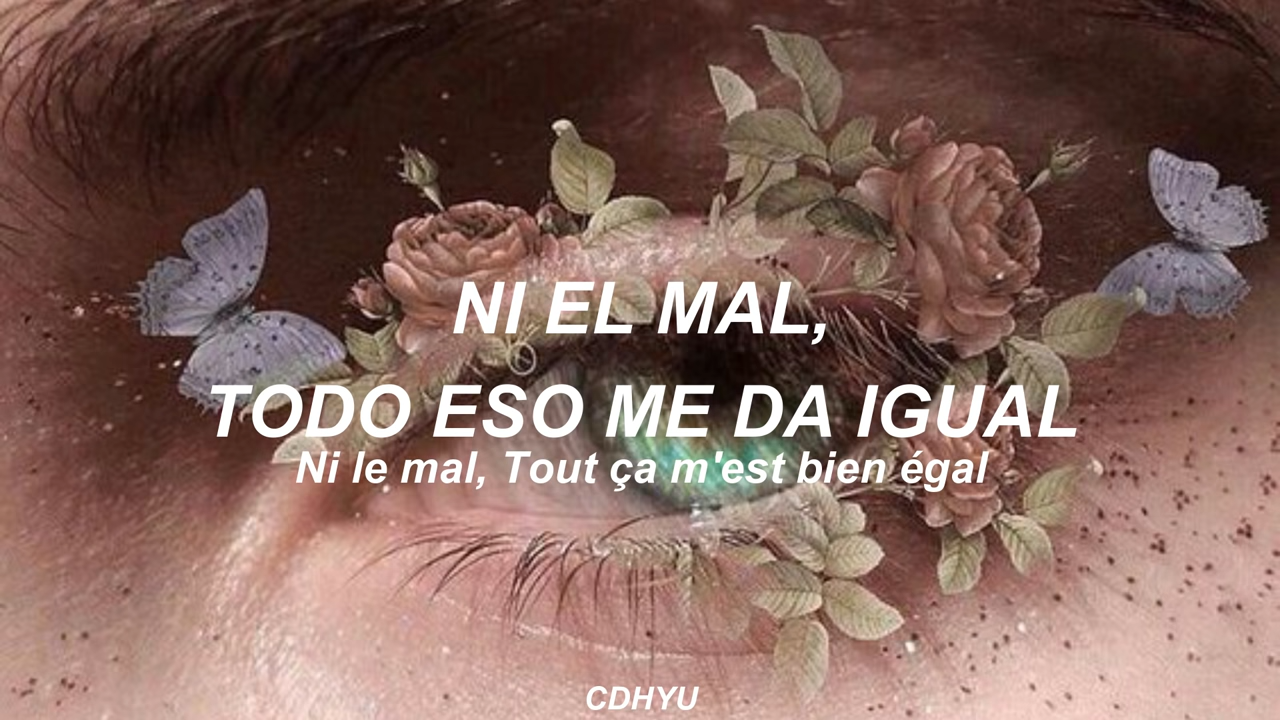 NI EL MAL,
TODO ESO ME DA IGUAL
Ni le mal, Tout ça m'est bien égal
CDHYU